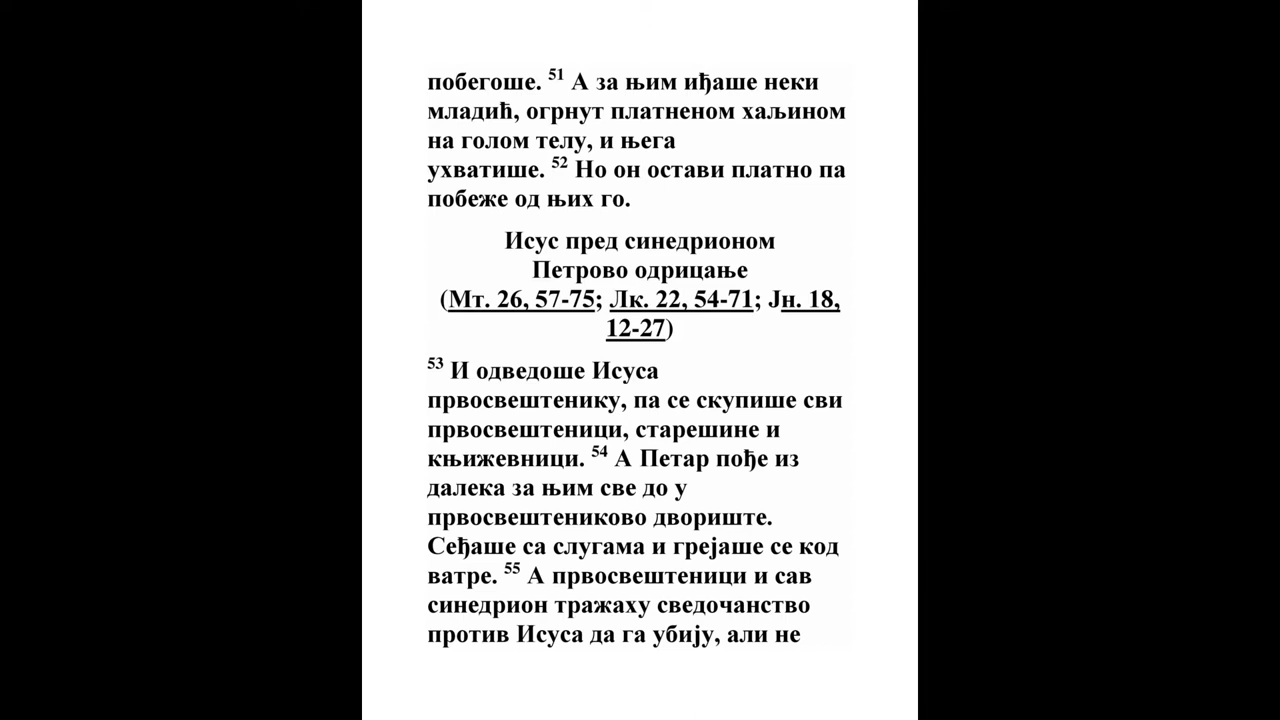 побегоше. 51 А за њим иђаше неки
младић, огрнут платненом хаљином
на голом телу, и њега
ухватише. 52 Но он остави платно па
побеже од њих го.
Исус пред синедрионом
Петрово одрицање
(Мт. 26, 57-75; Лк. 22, 54-71; Јн. 18,
12-27)
53 И одведоше Исуса
првосвештенику, па се скупише сви
првосвештеници, старешине и
књижевници. 54 А Петар пође из
далека за њим све до у
првосвештениково двориште.
Сеђаше са слугама и грејаше се код
ватре. 55 А првосвештеници и сав
синедрион тражаху сведочанство
против Исуса да га убију, али не